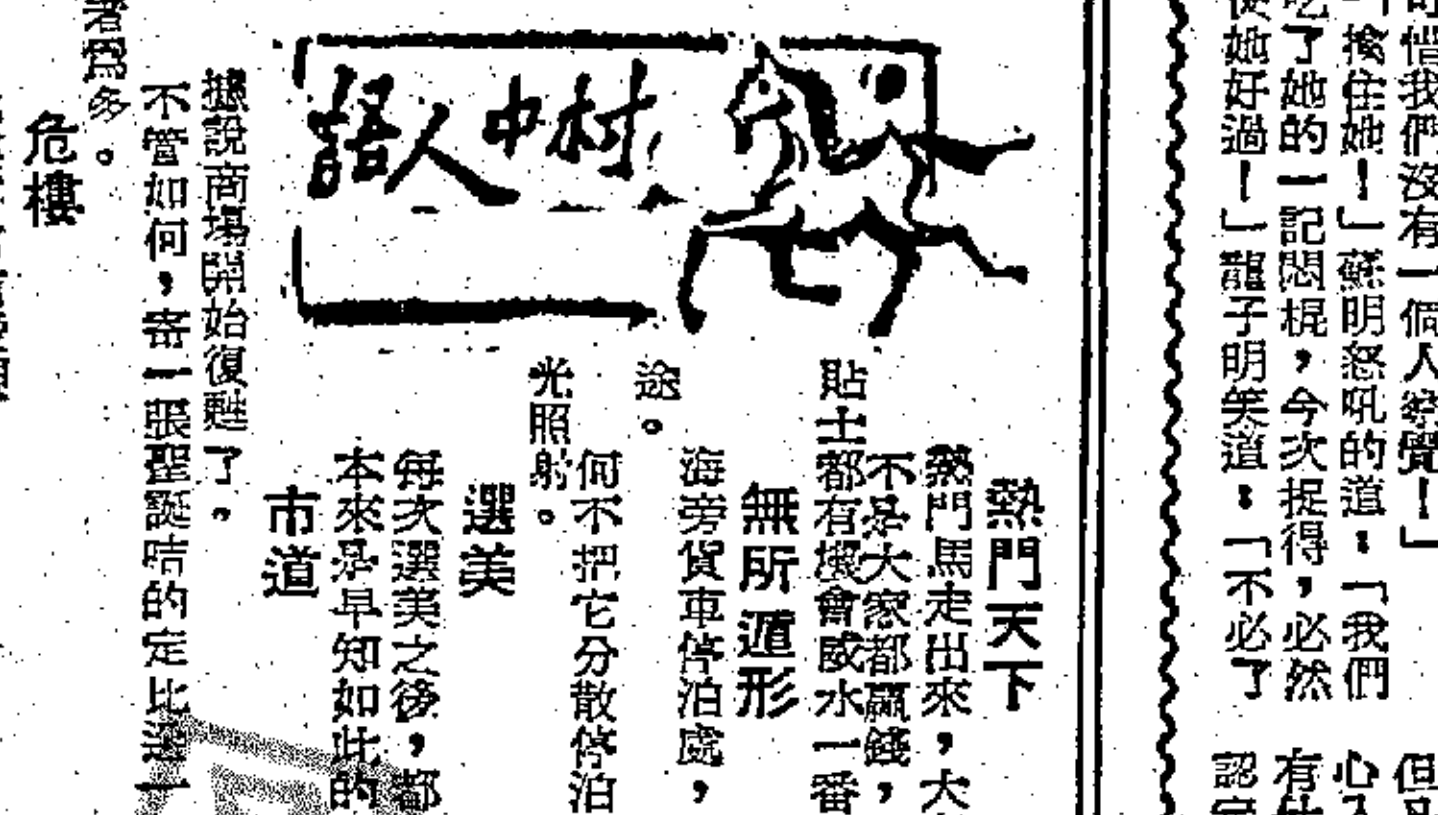 可惜我們沒有一個人察覺！」
擒住她！」蘇明怒吼的道：「我們
吃了她的一記悶棍，今次捉得，必然
使她好過！」龍子明笑道：「不必了
心
有
認
村中人語
熱門天下
熱門馬走出來，大
不是大家都贏錢，
貼士都有機會威水一番
無所遁形
海旁貨車停泊處，
途。
何不把它分散停泊
光照射。
選美
每次選美之後，都
本來是早知如此的
市道
據說商場開始復甦了。
不管如何，寄一張聖誕咭的定比
者為多。
危樓